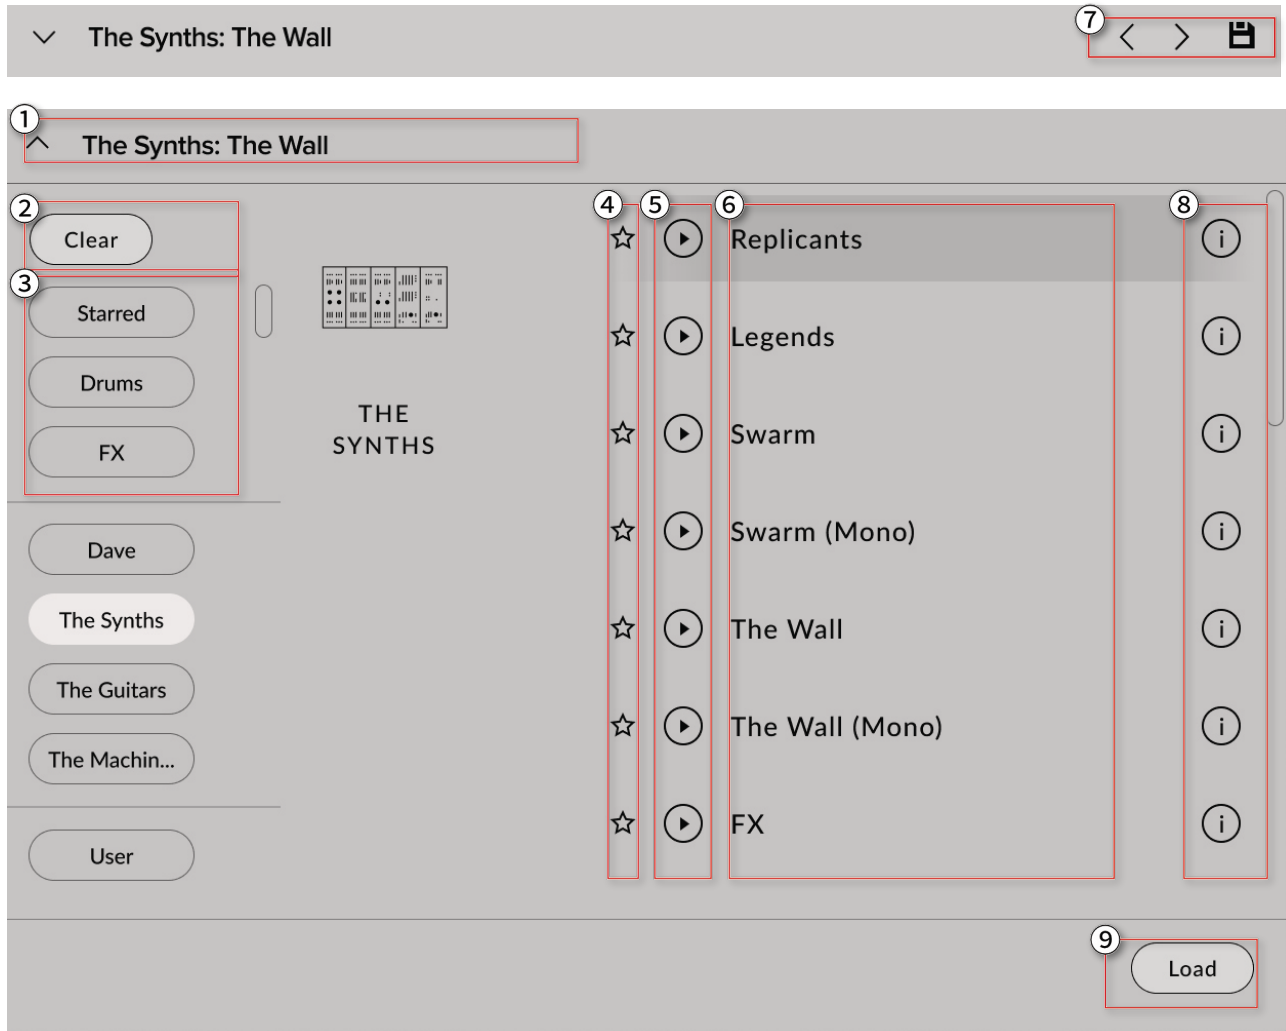 The Synths: The Wall
7
1
The Synths: The Wall
2
Clear
3
Starred
Drums
FX
Dave
The Synths
The Guitars
The Machin...
User
THE
SYNTHS
4
5
6
8
Replicants
Legends
Swarm
Swarm (Mono)
The Wall
The Wall (Mono)
FX
9
Load